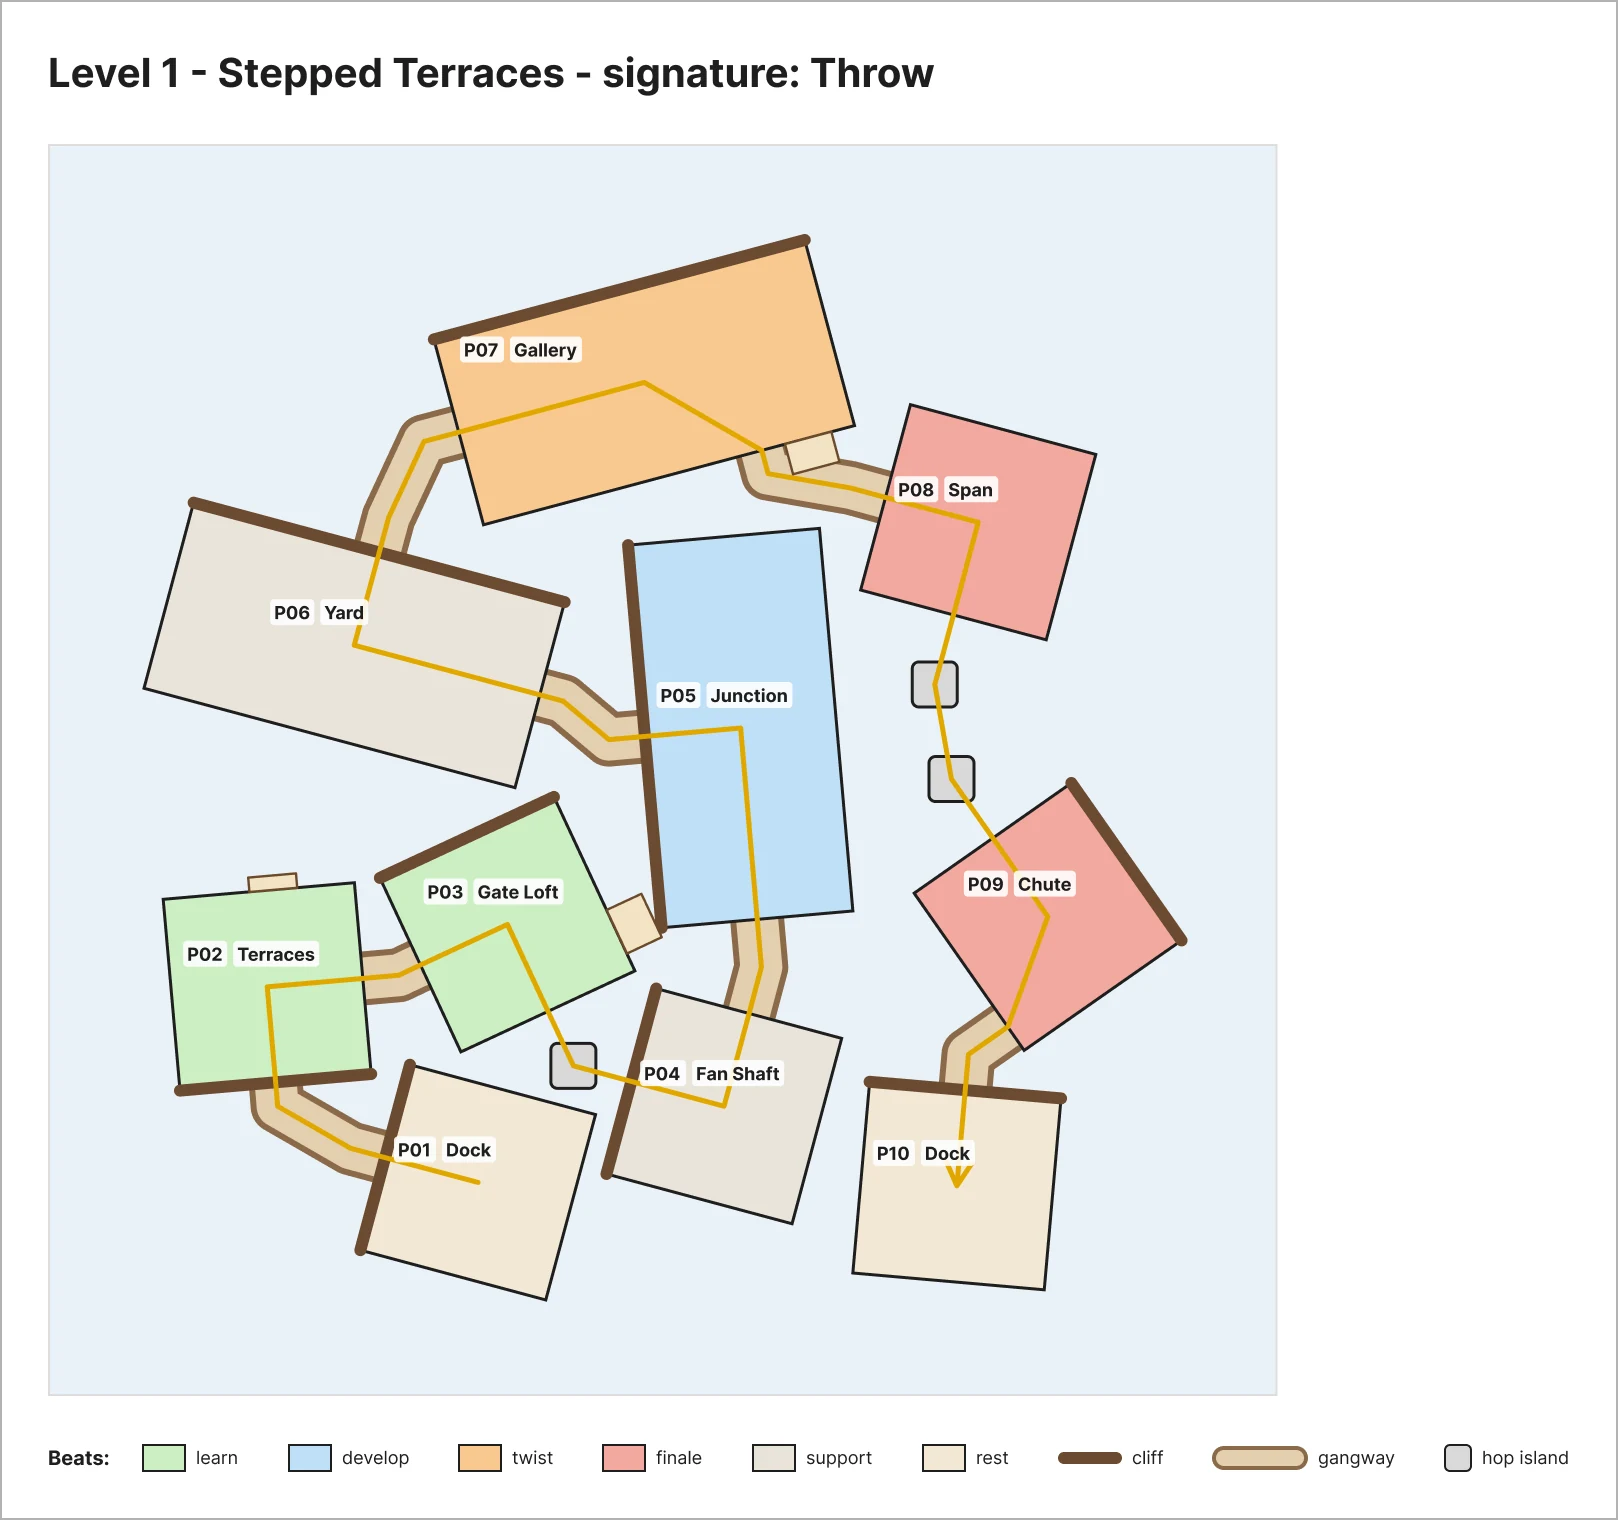 Level 1 - Stepped Terraces - signature: Throw
P07 Gallery
P08 Span
P06 Yard
P05 Junction
P09 Chute
P03 Gate Loft
P02 Terraces
P04 Fan Shaft
P01 Dock
P10 Dock
Beats: learn develop twist finale support rest cliff gangway hop island